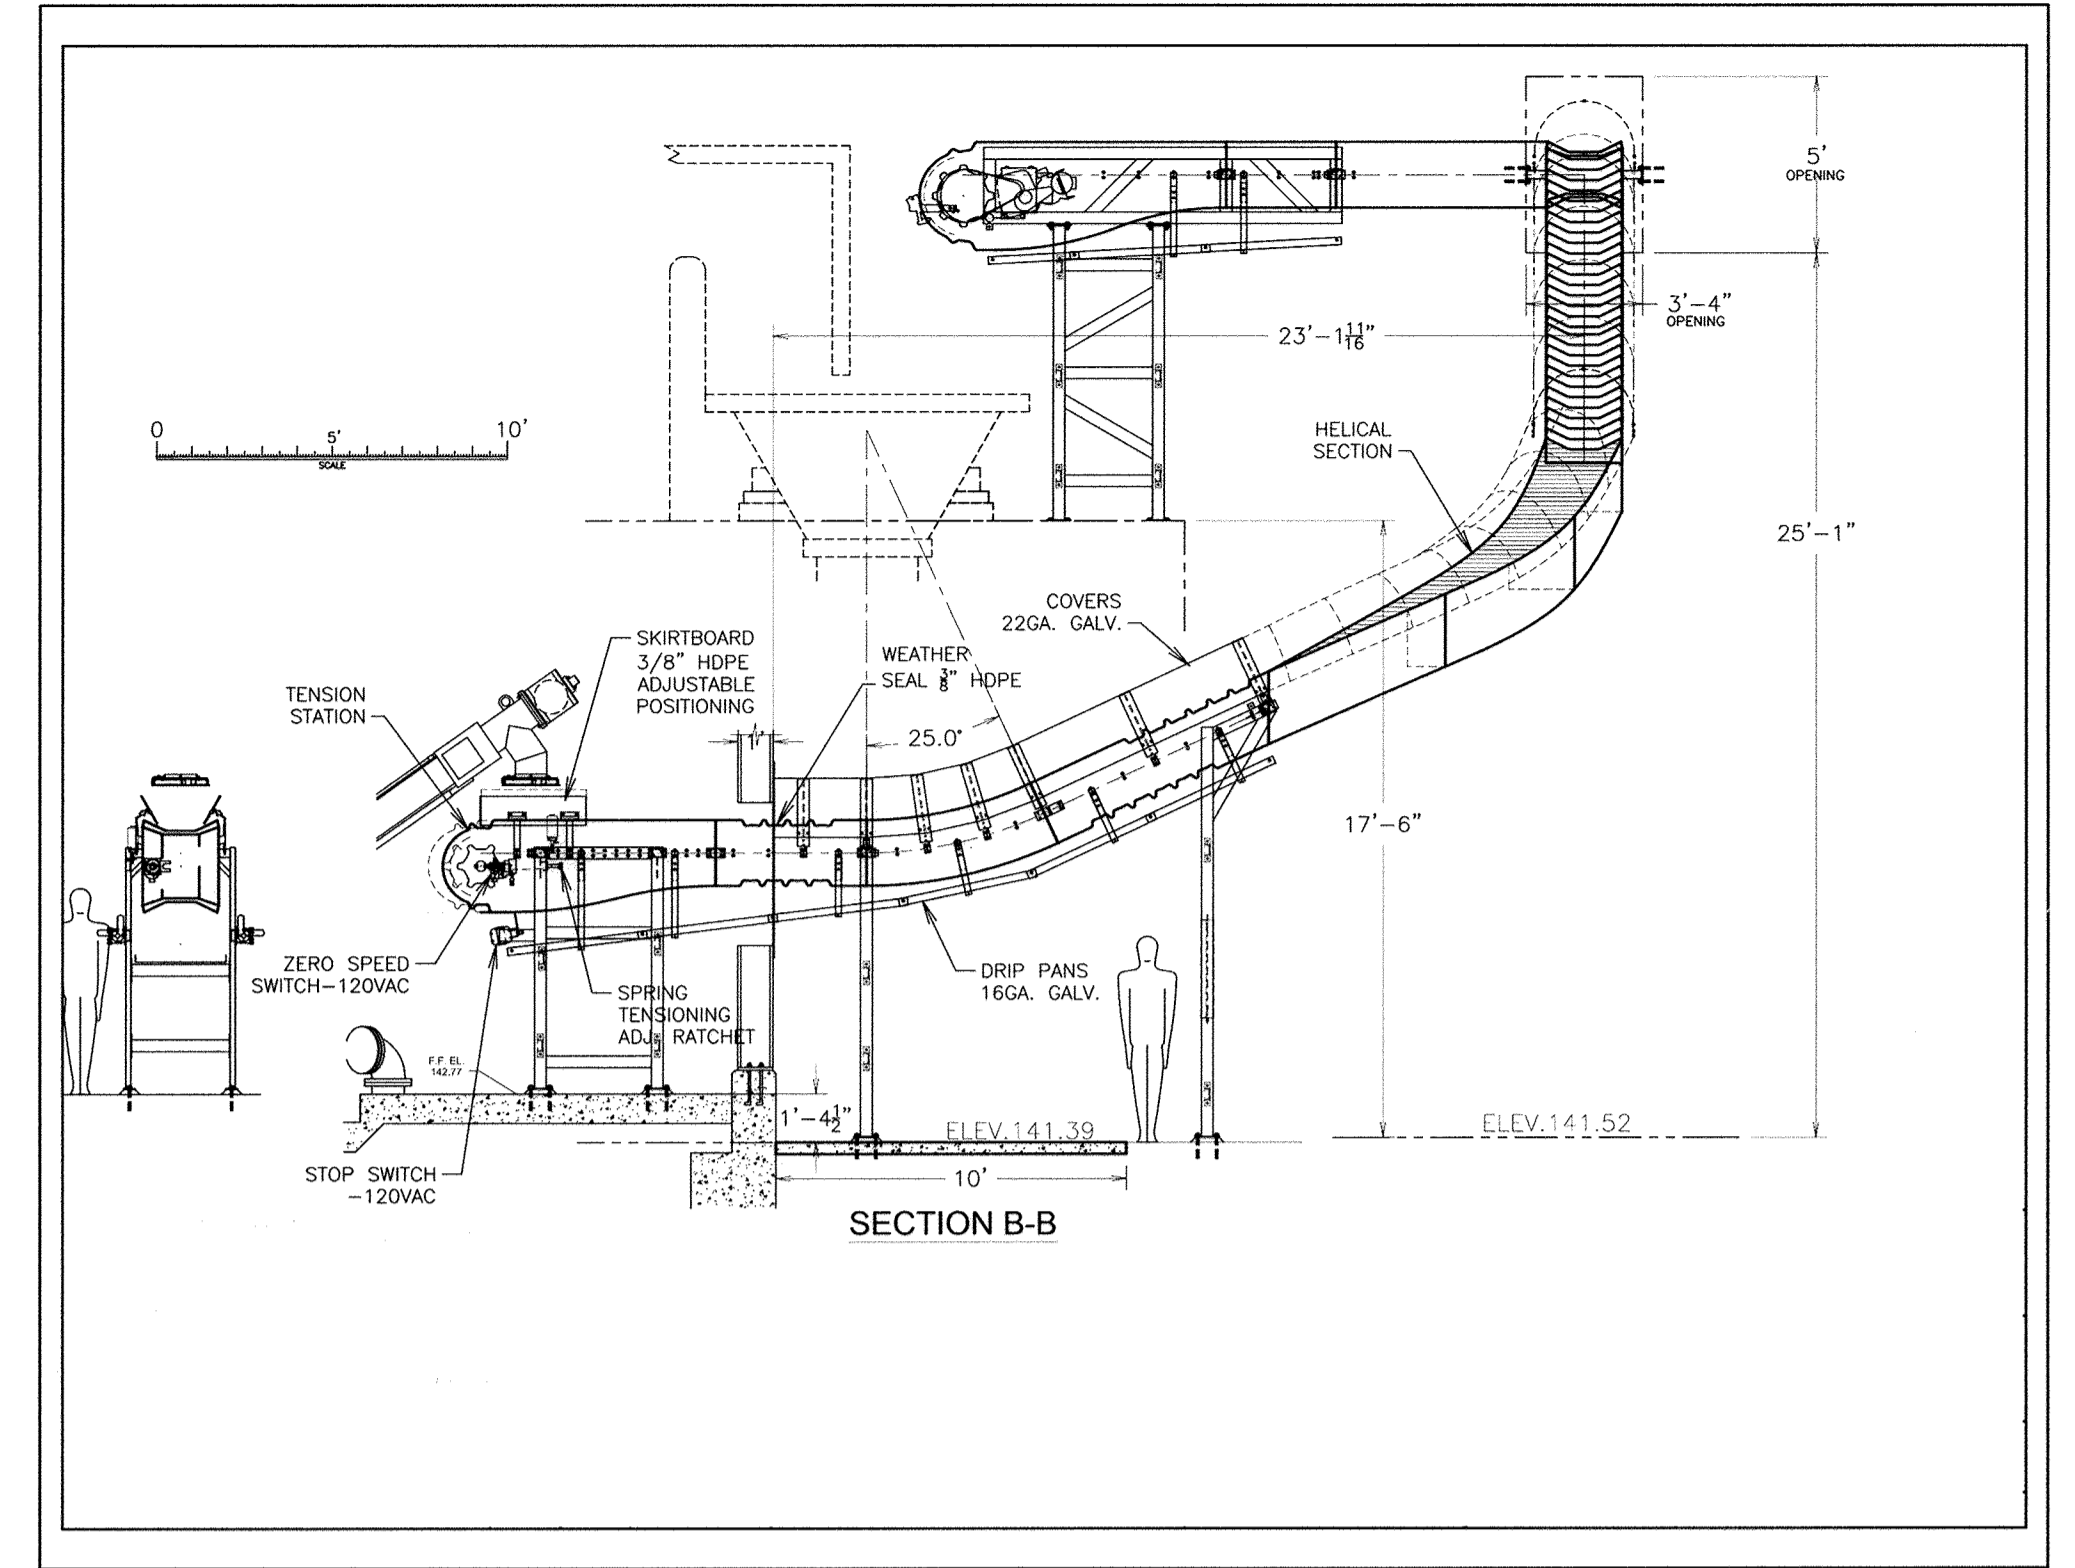 5'
OPENING
3'-4"
OPENING
23'-1 11/16"
0 5' 10'
SCALE
HELICAL
SECTION
25'-1"
COVERS
22GA. GALV.
SKIRTBOARD
3/8" HDPE
ADJUSTABLE
POSITIONING
WEATHER
SEAL 3/8" HDPE
TENSION
STATION
1'
25.0°
17'-6"
ZERO SPEED
SWITCH-120VAC
SPRING
TENSIONING
ADJ. RATCHET
DRIP PANS
16GA. GALV.
F.F. EL.
142.77
1'-4 1/2"
ELEV.141.39
ELEV.141.52
STOP SWITCH
-120VAC
10'
SECTION B-B